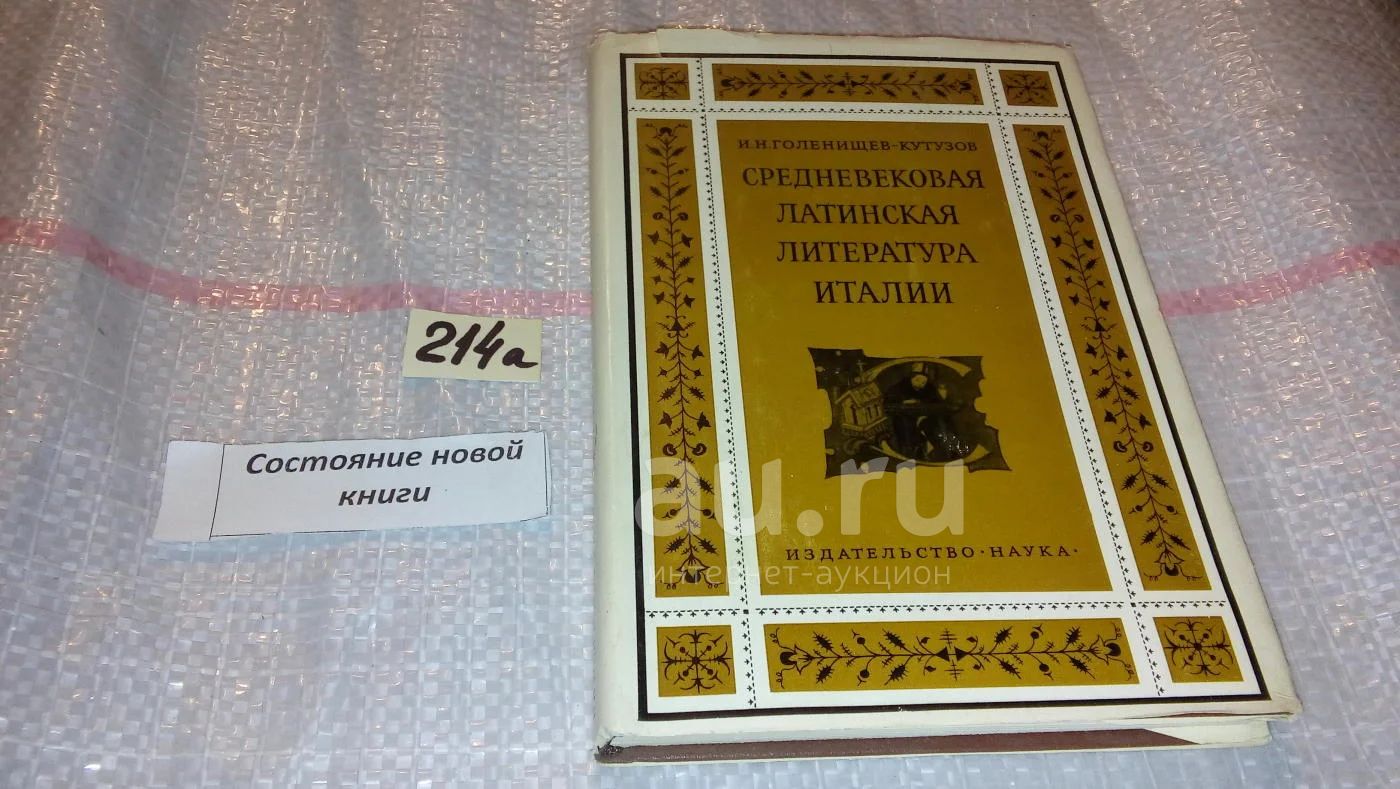 И.Н.ГОЛЕНИЩЕВ-КУТУЗОВ
СРЕДНЕВЕКОВАЯ
ЛАТИНСКАЯ
ЛИТЕРАТУРА
ИТАЛИИ
214а
Состояние новой
книги
au.ru
интернет-аукцион
ИЗДАТЕЛЬСТВО·НАУКА·